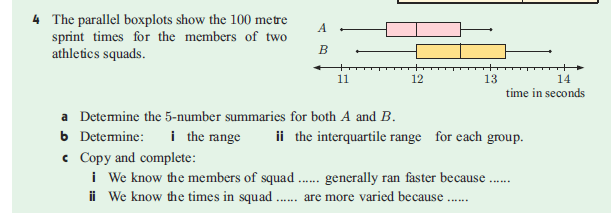 4 The parallel boxplots show the 100 metre
sprint times for the members of two
athletics squads.
A
B
11 12 13 14
time in seconds
a Determine the 5-number summaries for both A and B.
b Determine: i the range ii the interquartile range for each group.
c Copy and complete:
i We know the members of squad ...... generally ran faster because ......
ii We know the times in squad ...... are more varied because ......